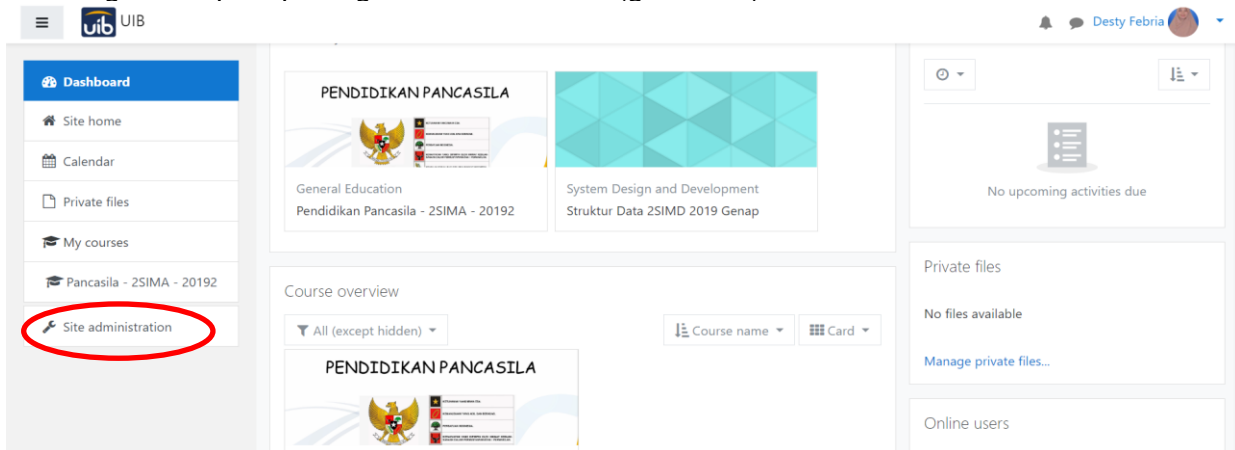 uib UIB
Desty Febria
Dashboard
Site home
Calendar
Private files
My courses
Pancasila - 2SIMA - 20192
Site administration
PENDIDIKAN PANCASILA
General Education
Pendidikan Pancasila - 2SIMA - 20192
System Design and Development
Struktur Data 2SIMD 2019 Genap
Course overview
All (except hidden)
Course name
Card
PENDIDIKAN PANCASILA
No upcoming activities due
Private files
No files available
Manage private files...
Online users